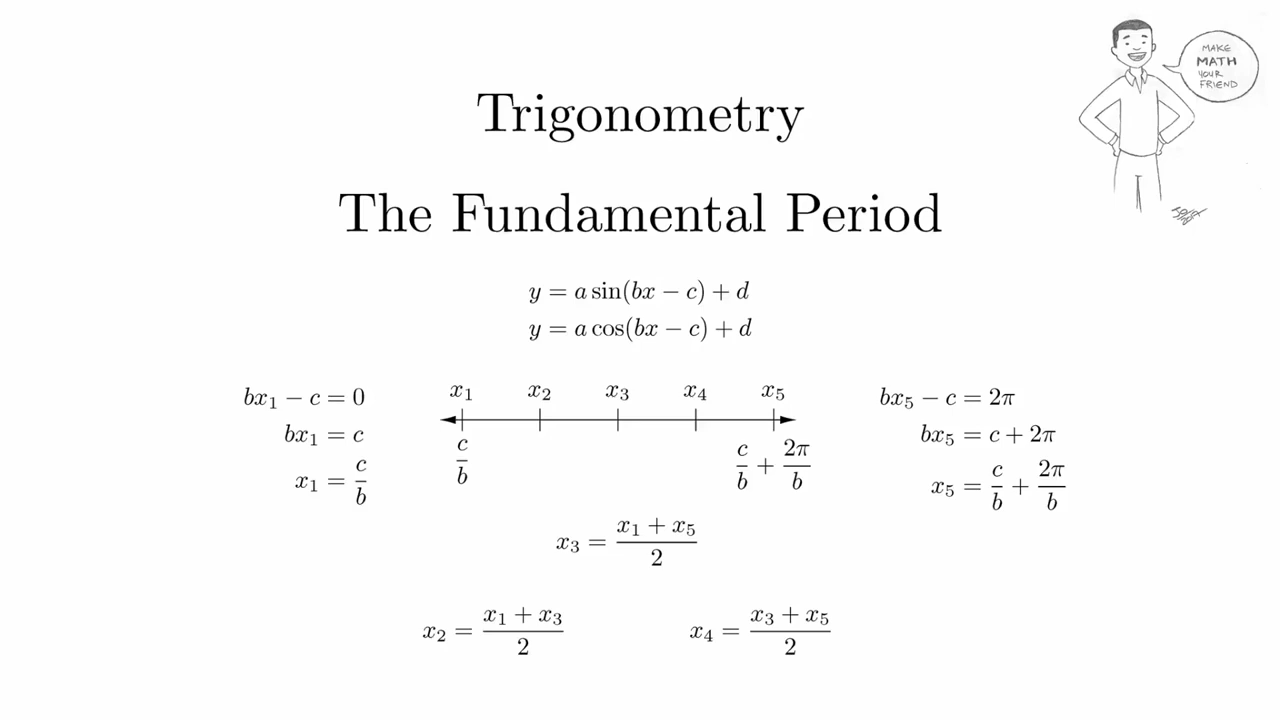 MAKE
MATH
YOUR
FRIEND
Trigonometry
The Fundamental Period
y = a sin(bx − c) + d
y = a cos(bx − c) + d
bx₁ − c = 0
bx₁ = c
x₁ = c/b
x₁ x₂ x₃ x₄ x₅
c/b c/b + 2π/b
bx₅ − c = 2π
bx₅ = c + 2π
x₅ = c/b + 2π/b
x₃ = (x₁ + x₅)/2
x₂ = (x₁ + x₃)/2 x₄ = (x₃ + x₅)/2